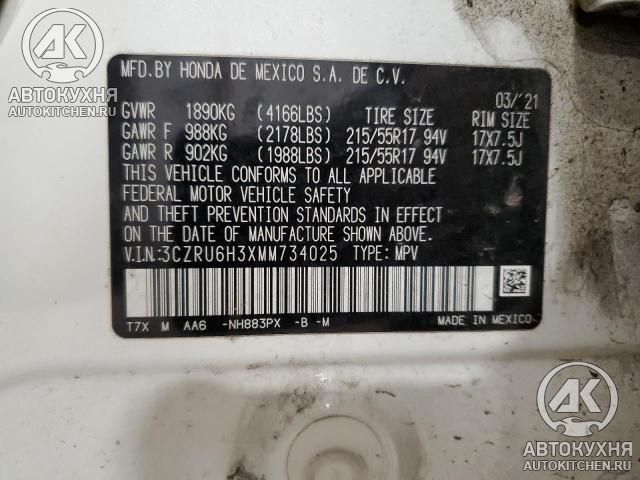 АК
АВТОКУХНЯ
AUTOKITCHEN.RU
MFD.BY HONDA DE MEXICO S.A. DE C.V.
03/'21
GVWR 1890KG (4166LBS) TIRE SIZE RIM SIZE
GAWR F 988KG (2178LBS) 215/55R17 94V 17X7.5J
GAWR R 902KG (1988LBS) 215/55R17 94V 17X7.5J
THIS VEHICLE CONFORMS TO ALL APPLICABLE
FEDERAL MOTOR VEHICLE SAFETY
AND THEFT PREVENTION STANDARDS IN EFFECT
ON THE DATE OF MANUFACTURE SHOWN ABOVE.
V.I.N:3CZRU6H3XMM734025 TYPE: MPV
T7X M AA6 -NH883PX -B -M MADE IN MEXICO
АК
АВТОКУХНЯ
AUTOKITCHEN.RU